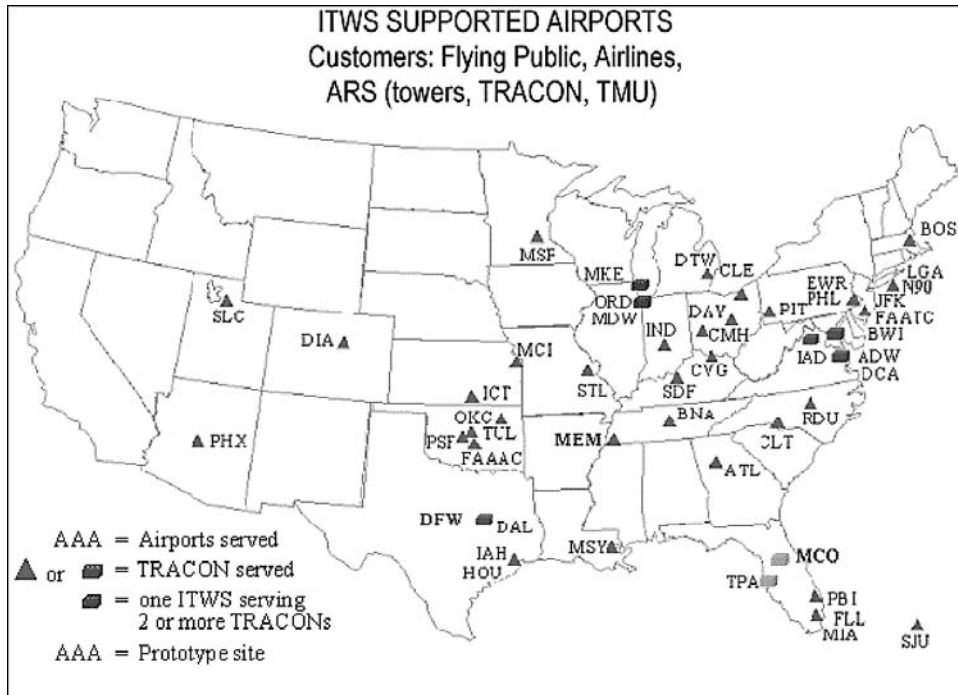 ITWS SUPPORTED AIRPORTS
Customers: Flying Public, Airlines,
ARS (towers, TRACON, TMU)
BOS
MSF
DTW
CLE
MKE
LGA
N90
EWR
PHL
JFK
SLC
ORD
MDW
DAY
PIT
FAATC
DIA
IND
CMH
BWI
MCI
CVG
IAD
ADW
DCA
STL
SDF
ICT
OKC
BNA
RDU
PHX
PSF
TUL
MEM
CLT
FAAAC
ATL
DFW
DAL
AAA = Airports served
IAH
HOU
MSY
MCO
or = TRACON served
TPA
= one ITWS serving
2 or more TRACONs
PBI
FLL
MIA
SJU
AAA = Prototype site